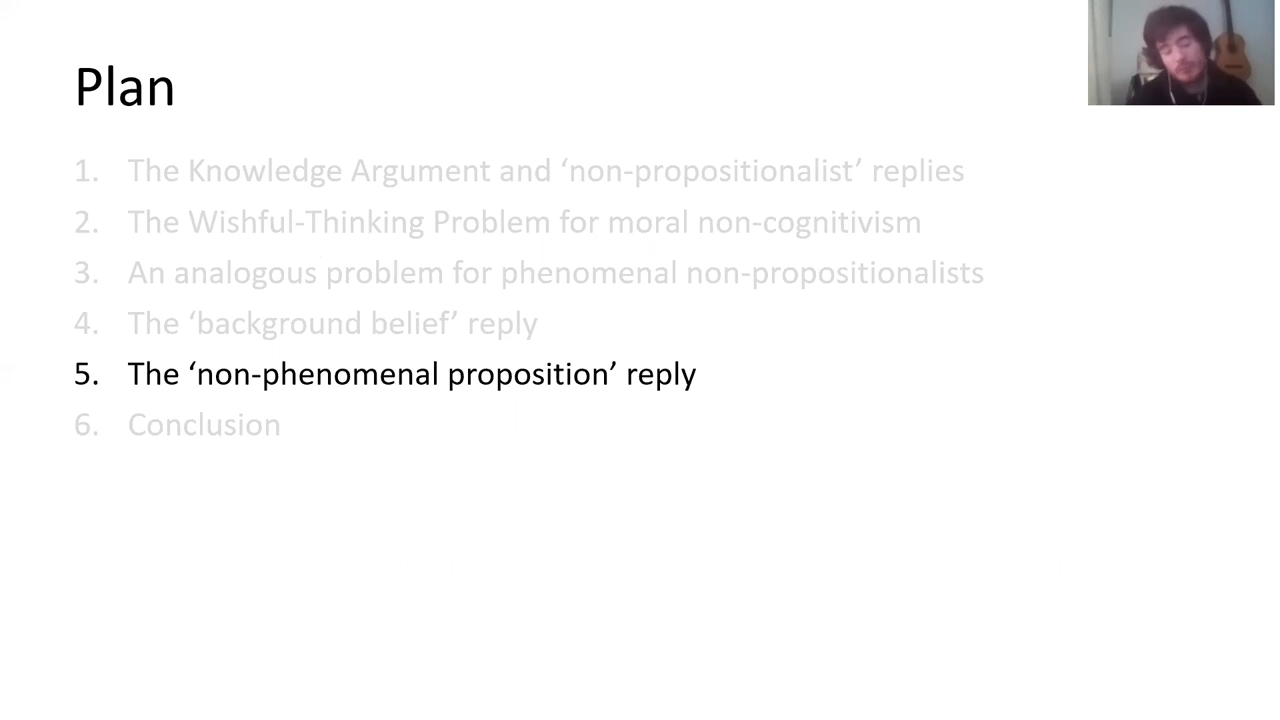 Plan
1. The Knowledge Argument and ‘non-propositionalist’ replies
2. The Wishful-Thinking Problem for moral non-cognitivism
3. An analogous problem for phenomenal non-propositionalists
4. The ‘background belief’ reply
5. The ‘non-phenomenal proposition’ reply
6. Conclusion